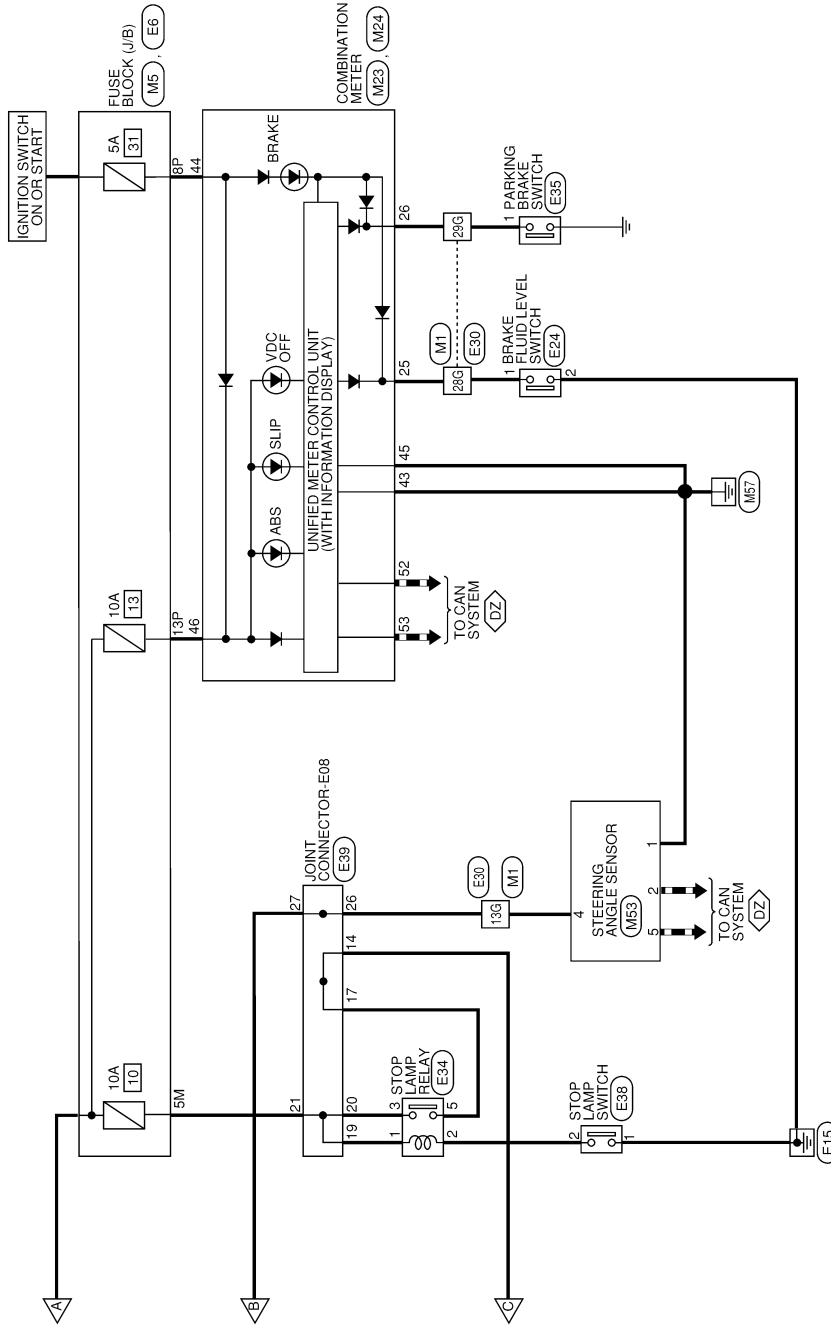 IGNITION SWITCH
ON OR START
A
10A
10
10A
13
5A
31
FUSE
BLOCK (J/B)
M5 , E6
5M
13P
8P
46
44
COMBINATION
METER
M23 , M24
BRAKE
ABS
SLIP
VDC
OFF
UNIFIED METER CONTROL UNIT
(WITH INFORMATION DISPLAY)
B
21
27
JOINT
CONNECTOR-E08
E39
19
20
17
14
26
53
52
43
45
25
26
TO CAN
SYSTEM
DZ
1
3
STOP
LAMP
RELAY
E34
2
5
28G
29G
M1
E30
13G
E30
M1
C
1
BRAKE
FLUID LEVEL
SWITCH
E24
2
1
PARKING
BRAKE
SWITCH
E35
2
STOP
LAMP
SWITCH
E38
1
4
STEERING
ANGLE SENSOR
M53
5
2
1
TO CAN
SYSTEM
DZ
M57
E15